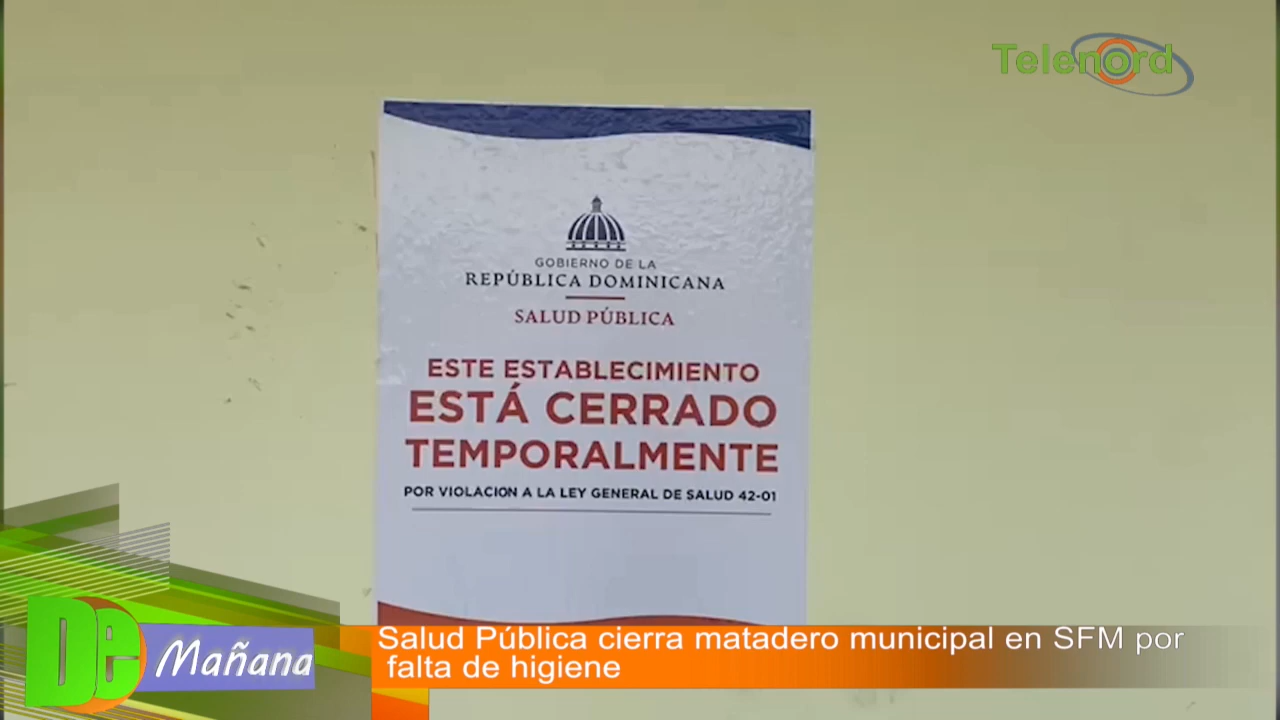 Telenord
GOBIERNO DE LA
REPÚBLICA DOMINICANA
SALUD PÚBLICA
ESTE ESTABLECIMIENTO
ESTÁ CERRADO
TEMPORALMENTE
POR VIOLACION A LA LEY GENERAL DE SALUD 42-01
De Mañana
Salud Pública cierra matadero municipal en SFM por
falta de higiene